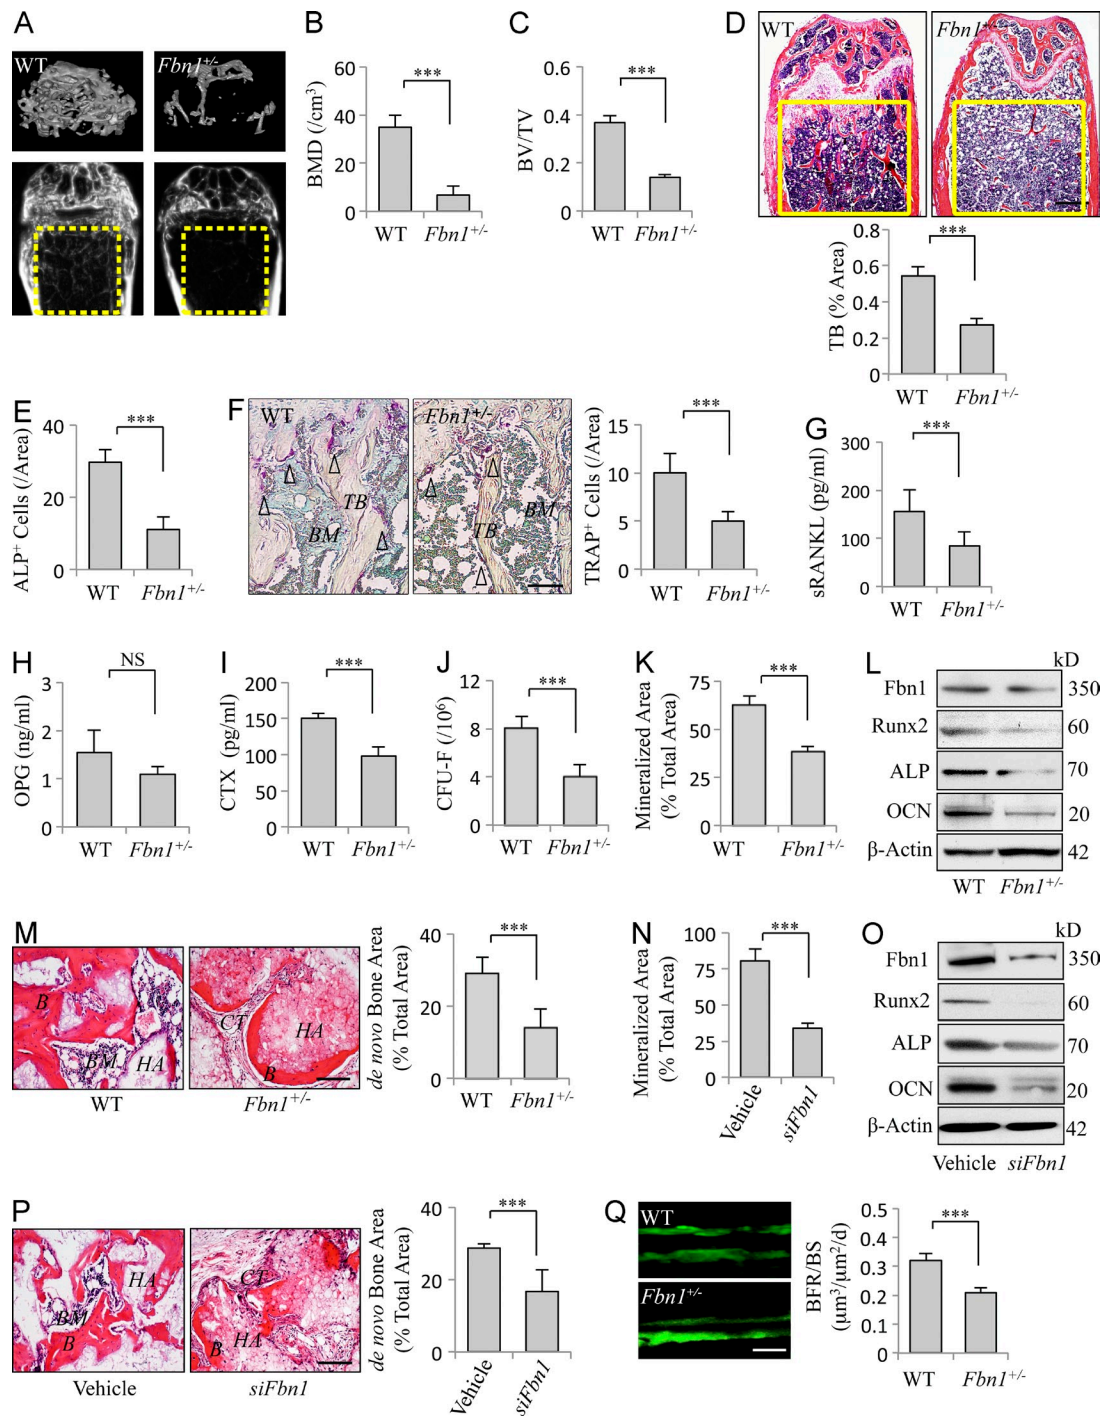 A
WT
Fbn1+/-
B
BMD (/cm3)
60
40
20
0
***
WT
Fbn1+/-
C
BV/TV
0.6
0.4
0.2
0
***
WT
Fbn1+/-
D
WT
Fbn1+/-
TB (% Area)
0.8
0.6
0.4
0.2
0
***
WT
Fbn1+/-
E
ALP+ Cells (/Area)
40
20
0
***
WT
Fbn1+/-
F
WT
TB
BM
Fbn1+/-
TB
BM
TRAP+ Cells (/Area)
15
10
5
0
***
WT
Fbn1+/-
G
sRANKL (pg/ml)
300
200
100
0
***
WT
Fbn1+/-
H
OPG (ng/ml)
3
2
1
0
NS
WT
Fbn1+/-
I
CTX (pg/ml)
200
150
100
50
0
***
WT
Fbn1+/-
J
CFU-F (/106)
10
5
0
***
WT
Fbn1+/-
K
Mineralized Area
(% Total Area)
75
50
25
0
***
WT
Fbn1+/-
L
kD
Fbn1
350
Runx2
60
ALP
70
OCN
20
β-Actin
42
WT
Fbn1+/-
M
B
BM
HA
WT
CT
HA
B
Fbn1+/-
de novo Bone Area
(% Total Area)
40
20
0
***
WT
Fbn1+/-
N
Mineralized Area
(% Total Area)
100
75
50
25
0
***
Vehicle
siFbn1
O
kD
Fbn1
350
Runx2
60
ALP
70
OCN
20
β-Actin
42
Vehicle
siFbn1
P
HA
BM
B
Vehicle
CT
HA
B
siFbn1
de novo Bone Area
(% Total Area)
40
20
0
***
Vehicle
siFbn1
Q
WT
Fbn1+/-
BFR/BS
(μm3/μm2/d)
0.5
0.4
0.3
0.2
0.1
0
***
WT
Fbn1+/-